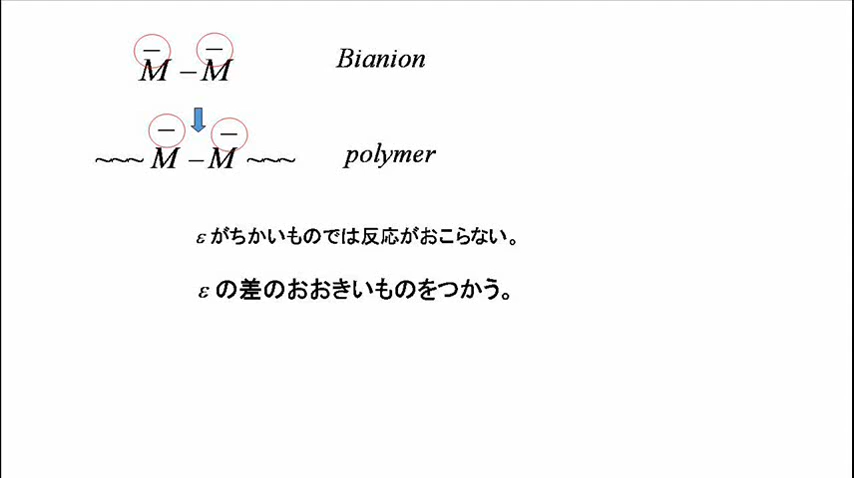 − −
M − M Bianion
− −
~~~ M − M ~~~ polymer
ε がちかいものでは反応がおこらない。
ε の差のおおきいものをつかう。